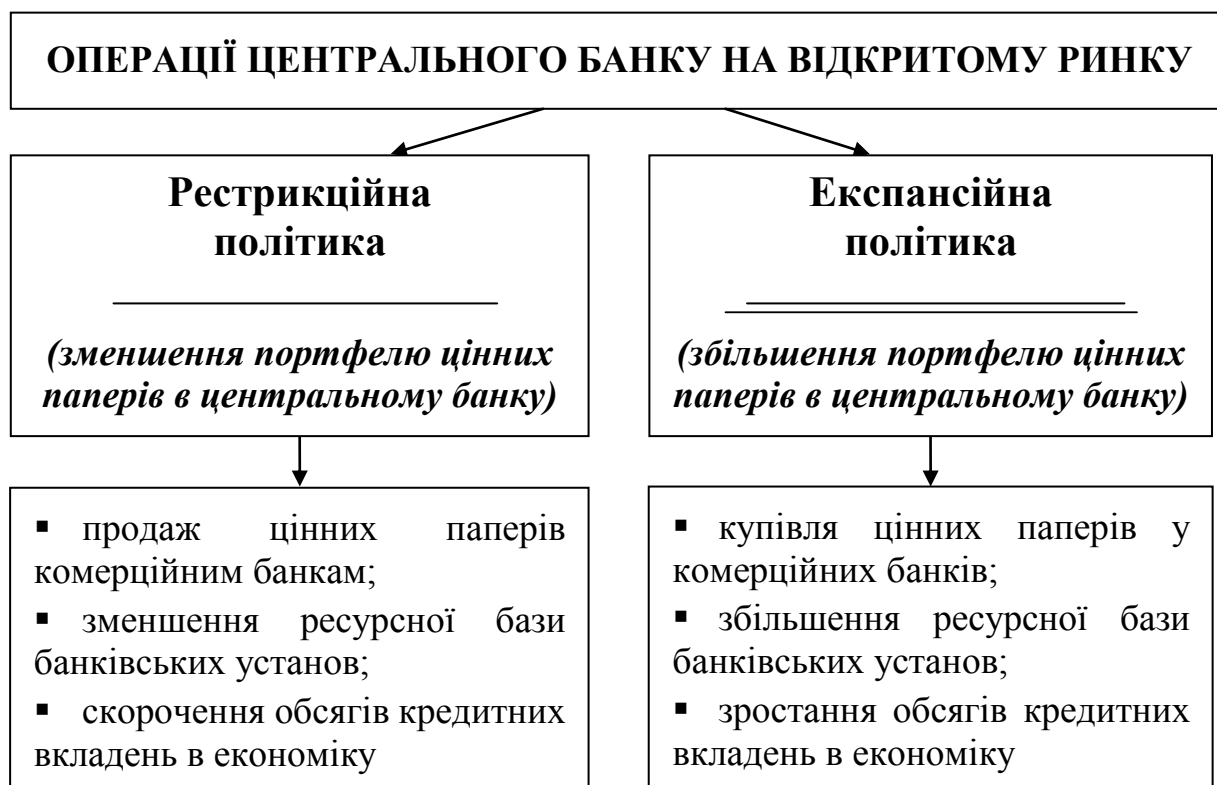 ОПЕРАЦІЇ ЦЕНТРАЛЬНОГО БАНКУ НА ВІДКРИТОМУ РИНКУ
Рестрикційна
політика
(зменшення портфелю цінних
паперів в центральному банку)
Експансійна
політика
(збільшення портфелю цінних
паперів в центральному банку)
▪ продаж цінних паперів
комерційним банкам;
▪ зменшення ресурсної бази
банківських установ;
▪ скорочення обсягів кредитних
вкладень в економіку
▪ купівля цінних паперів у
комерційних банків;
▪ збільшення ресурсної бази
банківських установ;
▪ зростання обсягів кредитних
вкладень в економіку